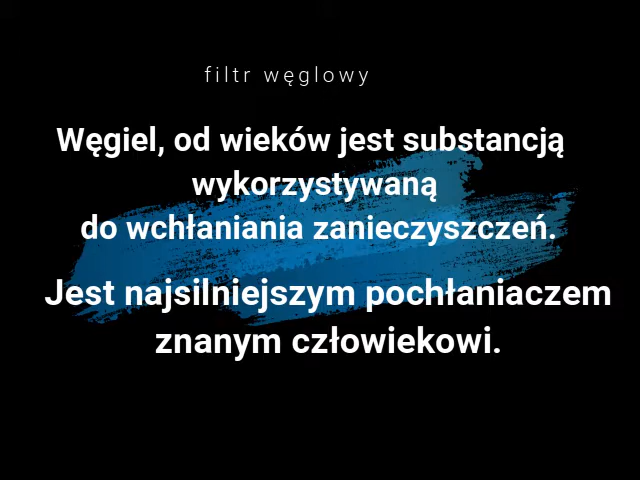 filtr węglowy
Węgiel, od wieków jest substancją
wykorzystywaną
do wchłaniania zanieczyszczeń.
Jest najsilniejszym pochłaniaczem
znanym człowiekowi.